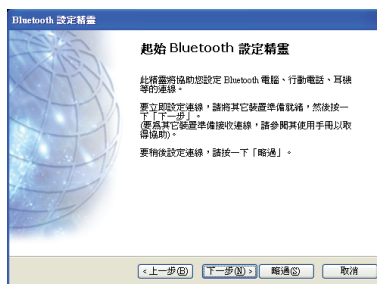 Bluetooth 設定精靈
起始 Bluetooth 設定精靈
此精靈將協助您設定 Bluetooth 電腦、行動電話、耳機
等的連線。
要立即設定連線，請將其它裝置準備就緒，然後按一
下「下一步」。
(要為其它裝置準備接收連線，請參閱其使用手冊以取
得協助)。
要稍後設定連線，請按一下「略過」。
<上一步(B)
下一步(N)>
略過(S)
取消